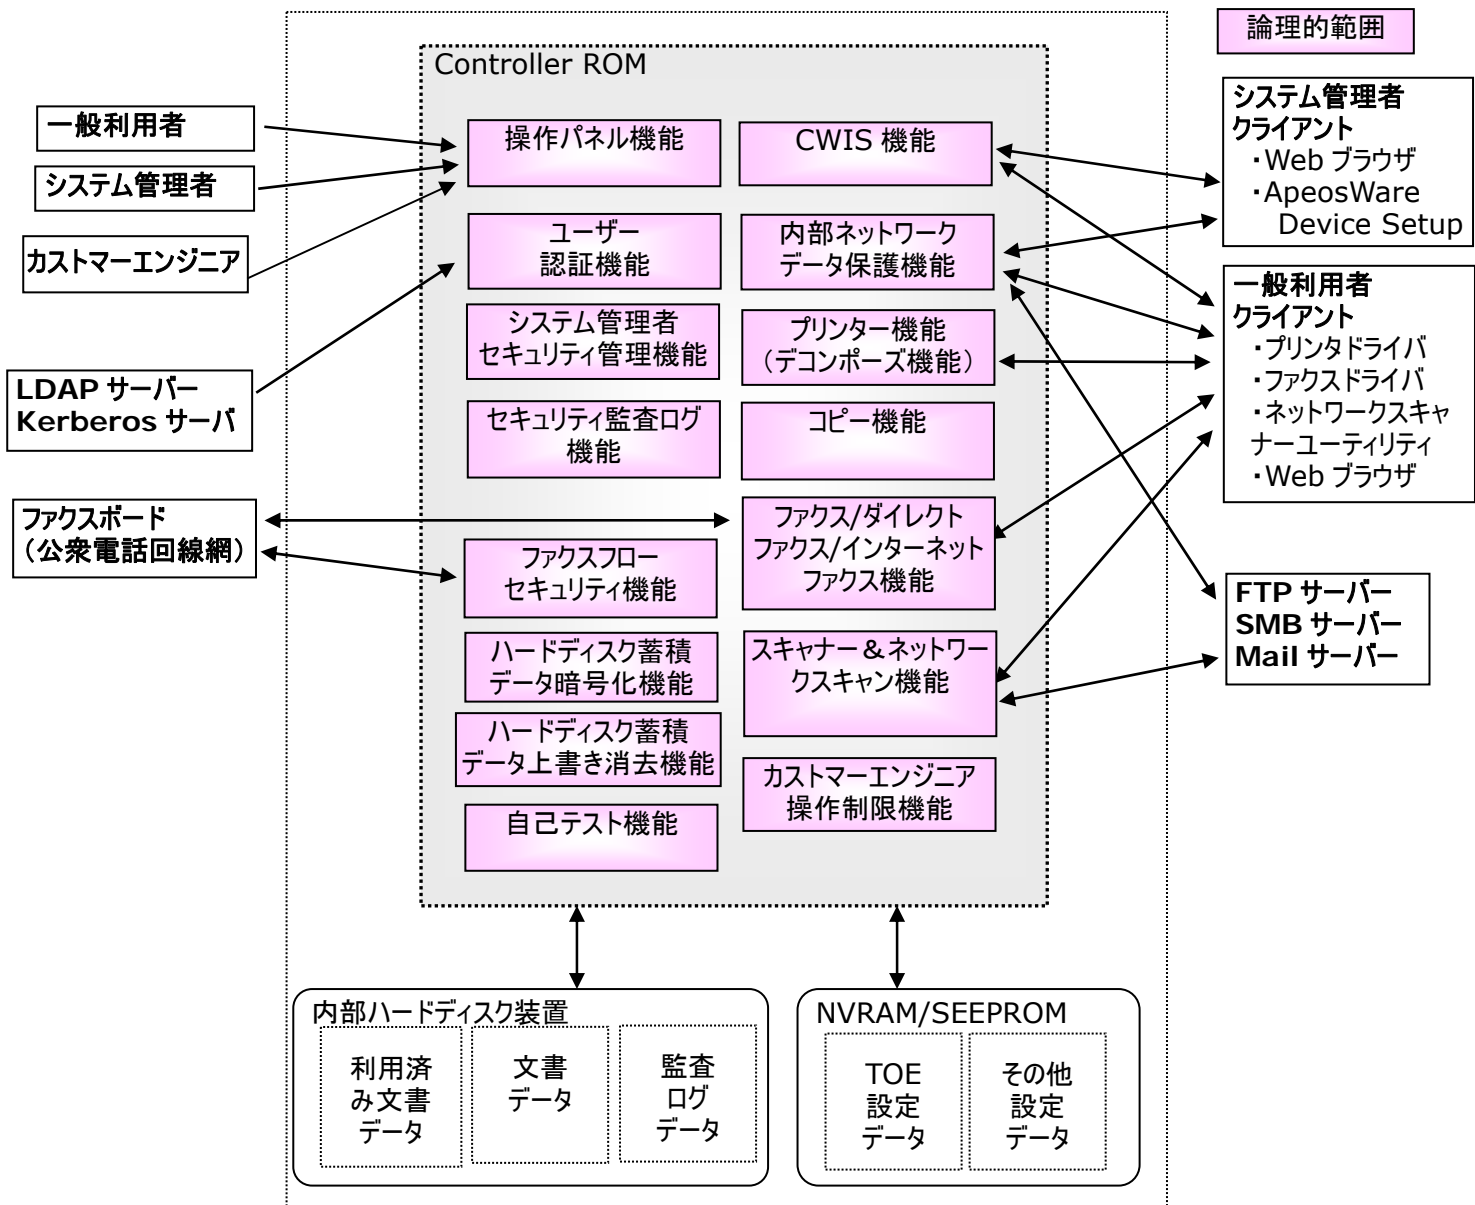 論理的範囲
Controller ROM
一般利用者
システム管理者
カストマーエンジニア
LDAP サーバー
Kerberos サーバ
ファクスボード
（公衆電話回線網）
操作パネル機能
ユーザー
認証機能
システム管理者
セキュリティ管理機能
セキュリティ監査ログ
機能
ファクスフロー
セキュリティ機能
ハードディスク蓄積
データ暗号化機能
ハードディスク蓄積
データ上書き消去機能
自己テスト機能
CWIS 機能
内部ネットワーク
データ保護機能
プリンター機能
（デコンポーズ機能）
コピー機能
ファクス/ダイレクト
ファクス/インターネット
ファクス機能
スキャナー＆ネットワー
クスキャン機能
カストマーエンジニア
操作制限機能
システム管理者
クライアント
・Web ブラウザ
・ApeosWare
Device Setup
一般利用者
クライアント
・プリンタドライバ
・ファクスドライバ
・ネットワークスキャ
ナーユーティリティ
・Web ブラウザ
FTP サーバー
SMB サーバー
Mail サーバー
内部ハードディスク装置
利用済
み文書
データ
文書
データ
監査
ログ
データ
NVRAM/SEEPROM
TOE
設定
データ
その他
設定
データ